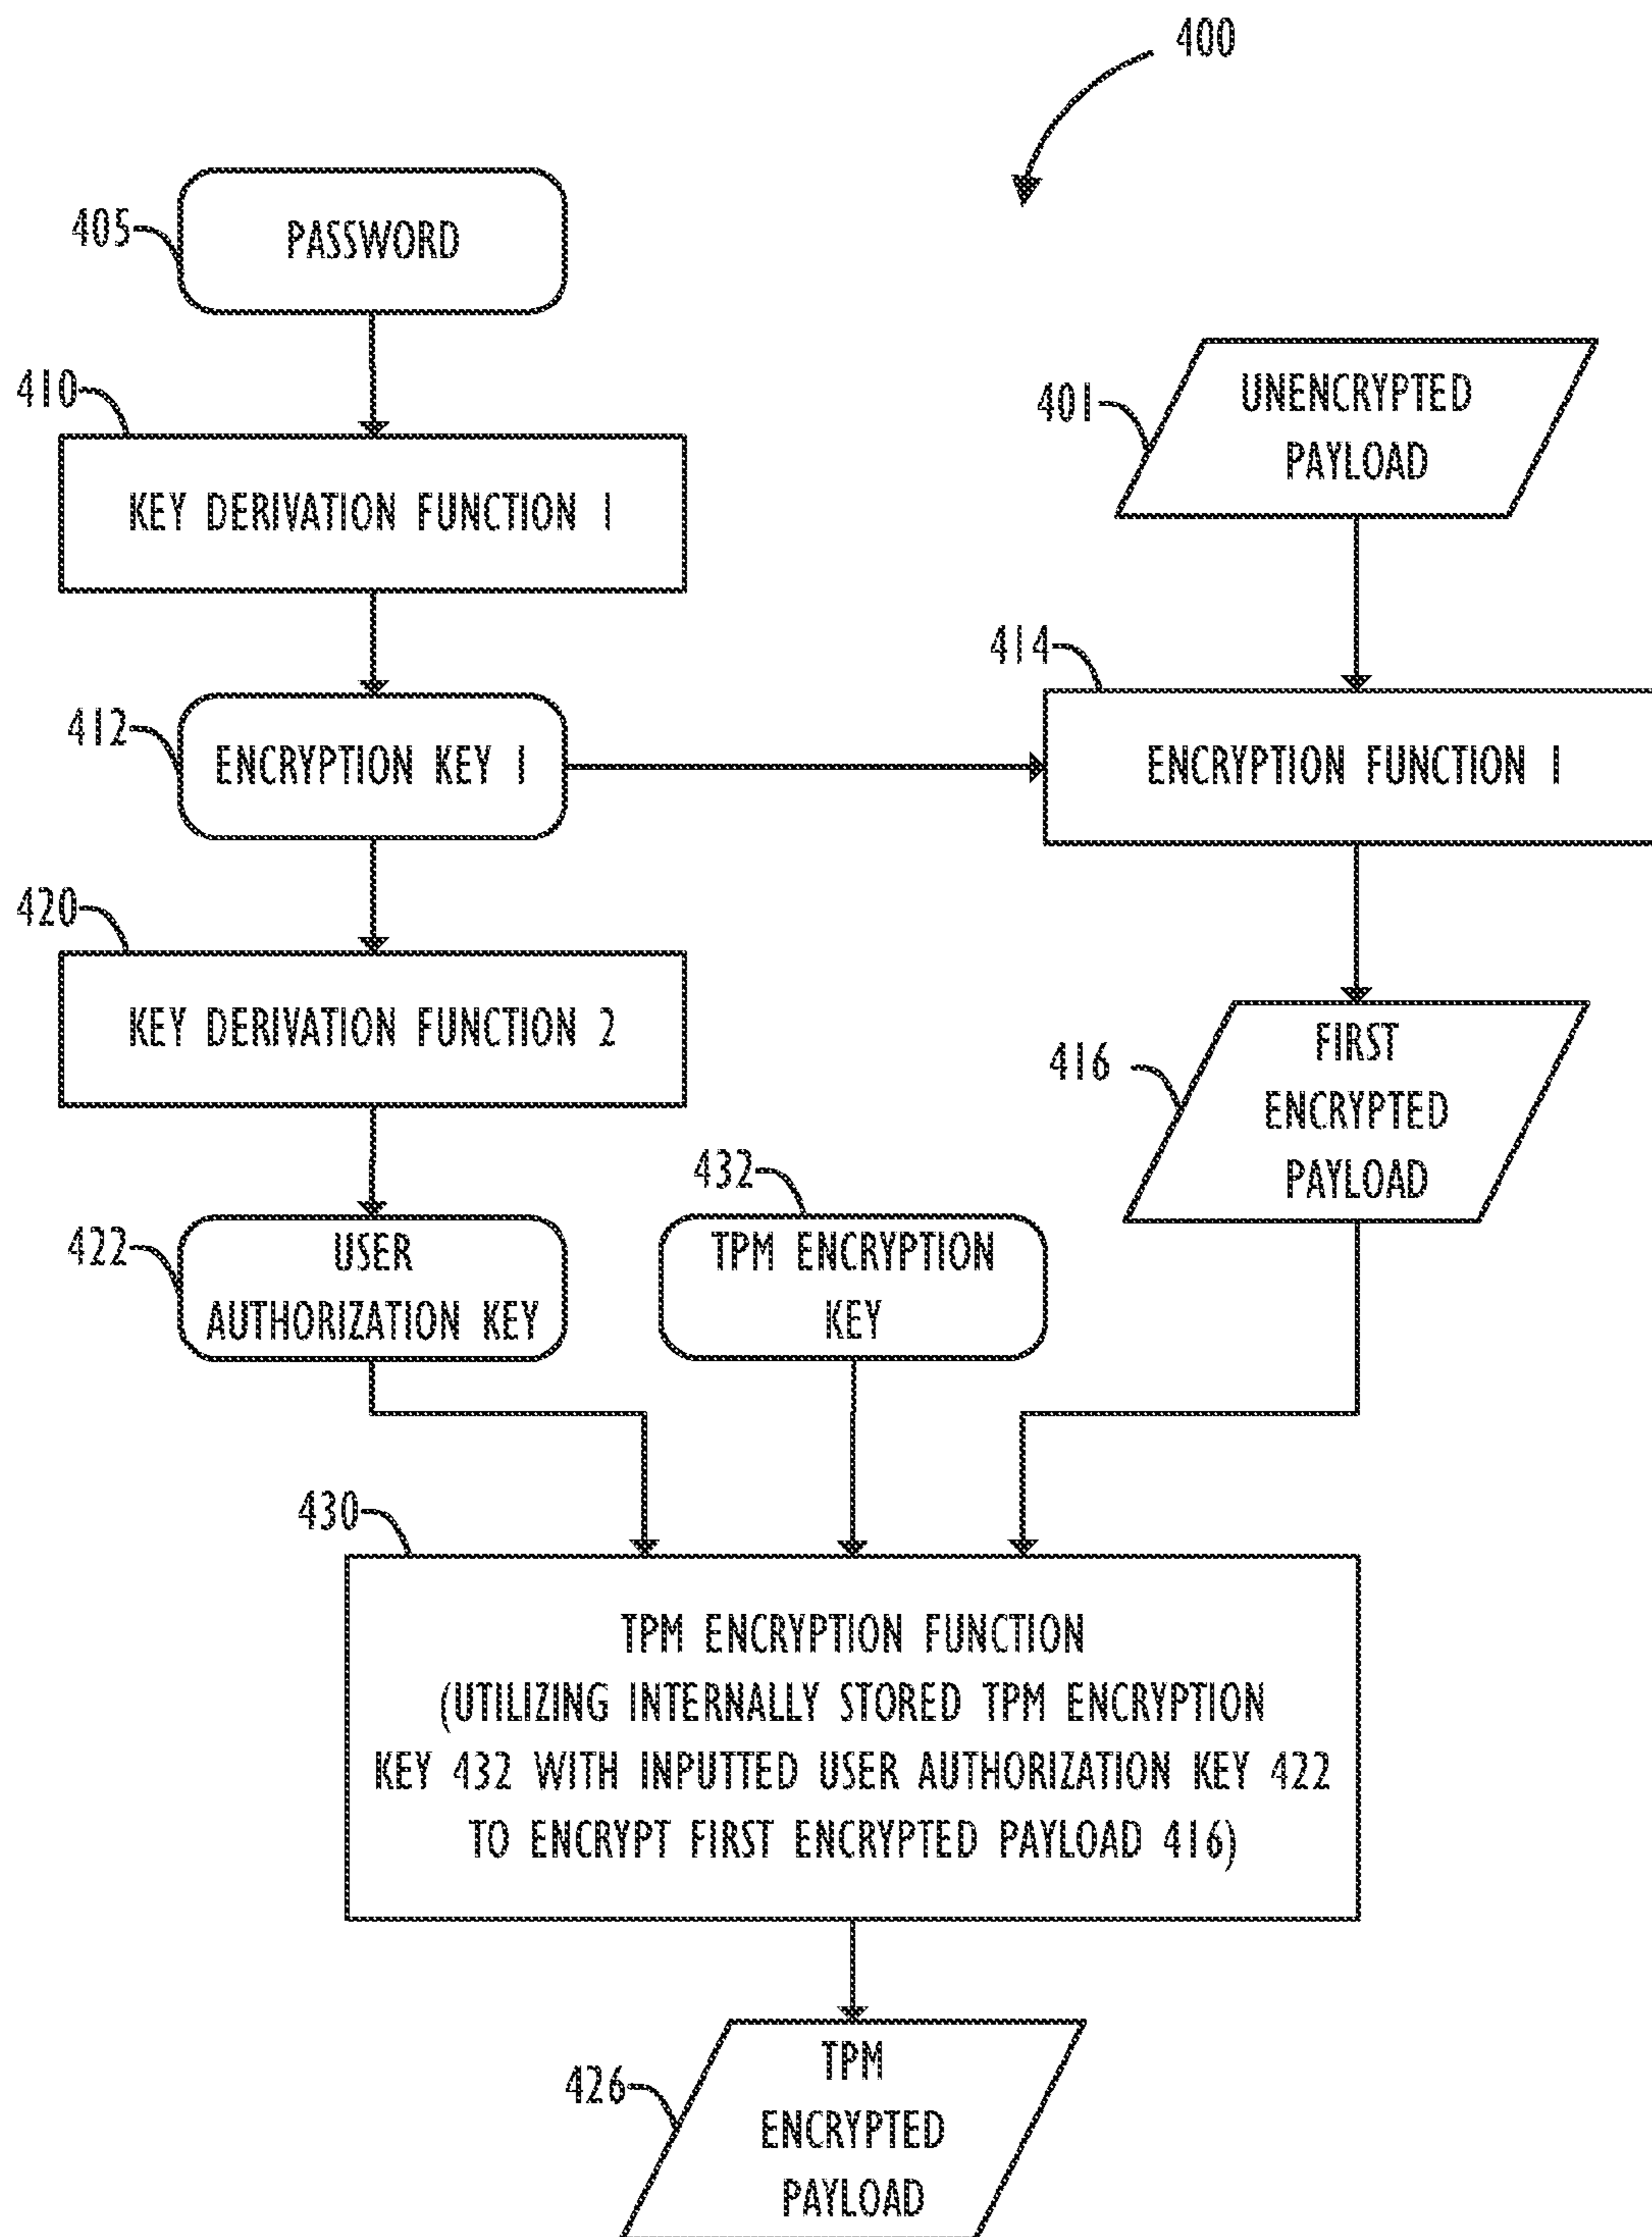 400
405
PASSWORD
410
401
UNENCRYPTED
PAYLOAD
KEY DERIVATION FUNCTION 1
414
412
ENCRYPTION KEY 1
ENCRYPTION FUNCTION 1
420
KEY DERIVATION FUNCTION 2
416
FIRST
ENCRYPTED
PAYLOAD
432
422
USER
AUTHORIZATION KEY
TPM ENCRYPTION
KEY
430
TPM ENCRYPTION FUNCTION
(UTILIZING INTERNALLY STORED TPM ENCRYPTION
KEY 432 WITH INPUTTED USER AUTHORIZATION KEY 422
TO ENCRYPT FIRST ENCRYPTED PAYLOAD 416)
426
TPM
ENCRYPTED
PAYLOAD